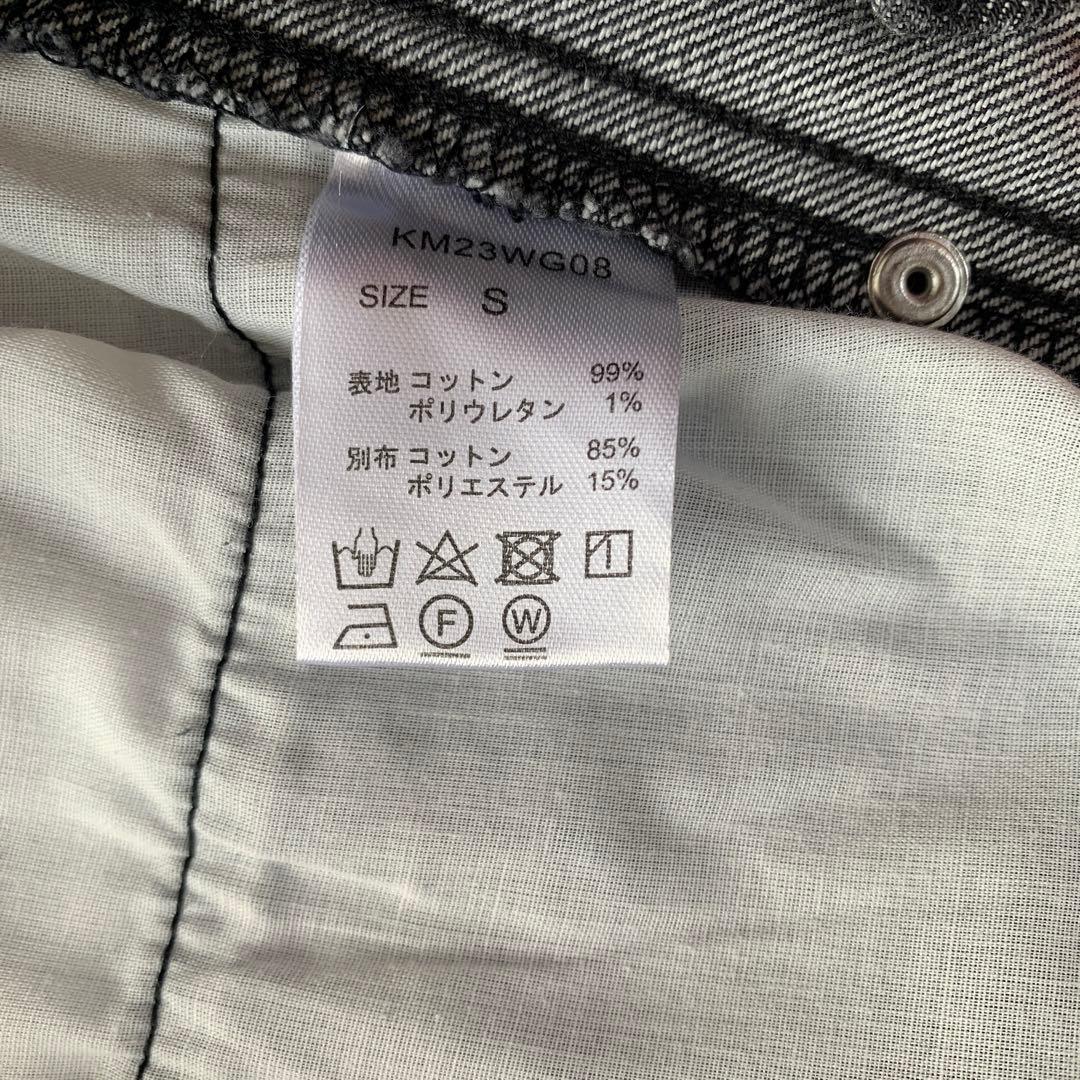 KM23WG08
SIZE S
表地 コットン 99%
ポリウレタン 1%
別布 コットン 85%
ポリエステル 15%
F W